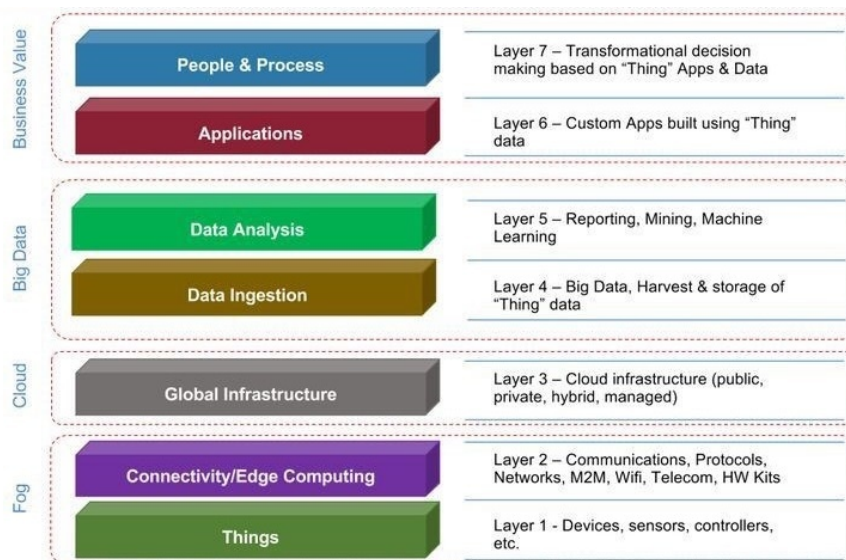 Business Value
People & Process
Layer 7 – Transformational decision
making based on “Thing” Apps & Data
Applications
Layer 6 – Custom Apps built using “Thing”
data
Big Data
Data Analysis
Layer 5 – Reporting, Mining, Machine
Learning
Data Ingestion
Layer 4 – Big Data, Harvest & storage of
“Thing” data
Cloud
Global Infrastructure
Layer 3 – Cloud infrastructure (public,
private, hybrid, managed)
Fog
Connectivity/Edge Computing
Layer 2 – Communications, Protocols,
Networks, M2M, Wifi, Telecom, HW Kits
Things
Layer 1 - Devices, sensors, controllers,
etc.